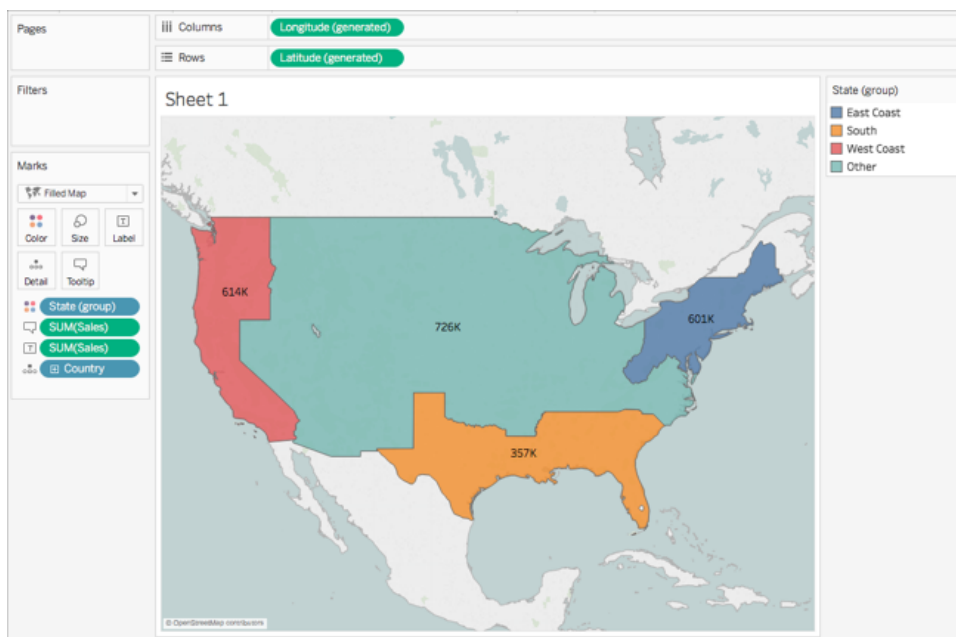 Pages
Columns
Longitude (generated)
Rows
Latitude (generated)
Filters
Marks
Filled Map
Color
Size
T
Label
Detail
Tooltip
State (group)
SUM(Sales)
T
SUM(Sales)
Country
Sheet 1
614K
726K
601K
357K
© OpenStreetMap contributors
State (group)
East Coast
South
West Coast
Other